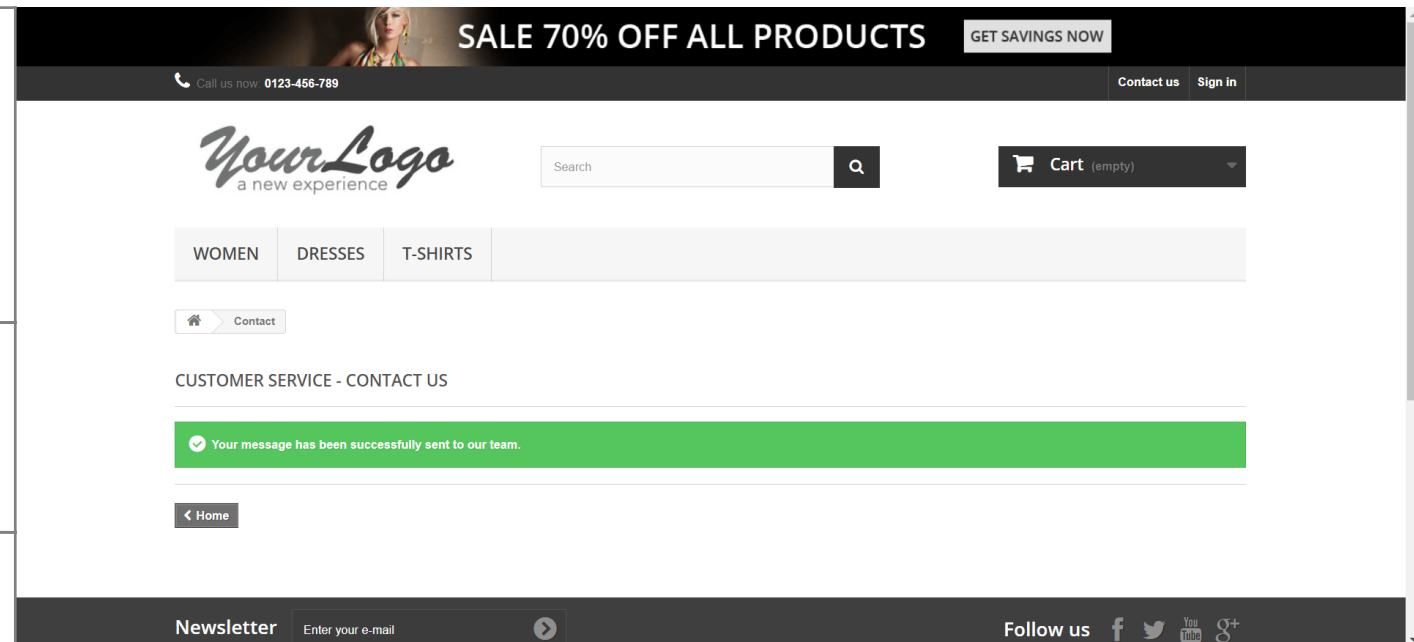 SALE 70% OFF ALL PRODUCTS GET SAVINGS NOW
Call us now: 0123-456-789 Contact us Sign in
YourLogo
a new experience
Search
Cart (empty)
WOMEN DRESSES T-SHIRTS
Contact
CUSTOMER SERVICE - CONTACT US
Your message has been successfully sent to our team.
Home
Newsletter Enter your e-mail Follow us f You Tube g+